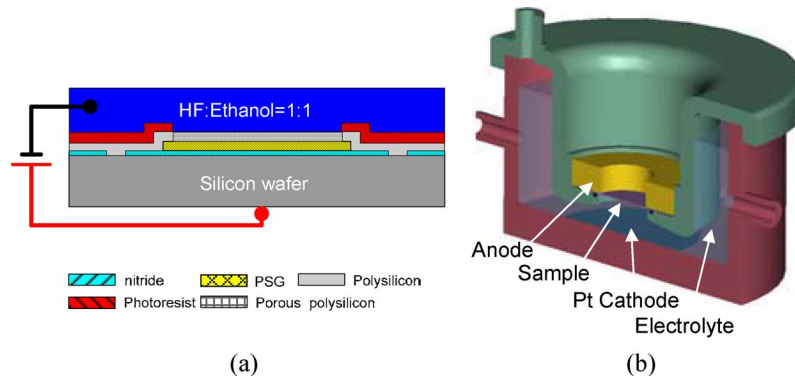 HF:Ethanol=1:1
Silicon wafer
nitride PSG Polysilicon
Photoresist Porous polysilicon
(a)
Anode
Sample
Pt Cathode
Electrolyte
(b)